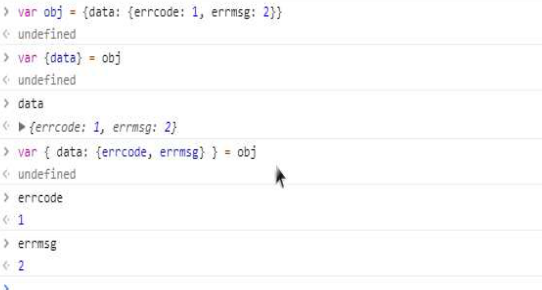 > var obj = {data: {errcode: 1, errmsg: 2}}
< undefined
> var {data} = obj
< undefined
> data
< ▶ {errcode: 1, errmsg: 2}
> var { data: {errcode, errmsg} } = obj
< undefined
> errcode
< 1
> errmsg
< 2
>